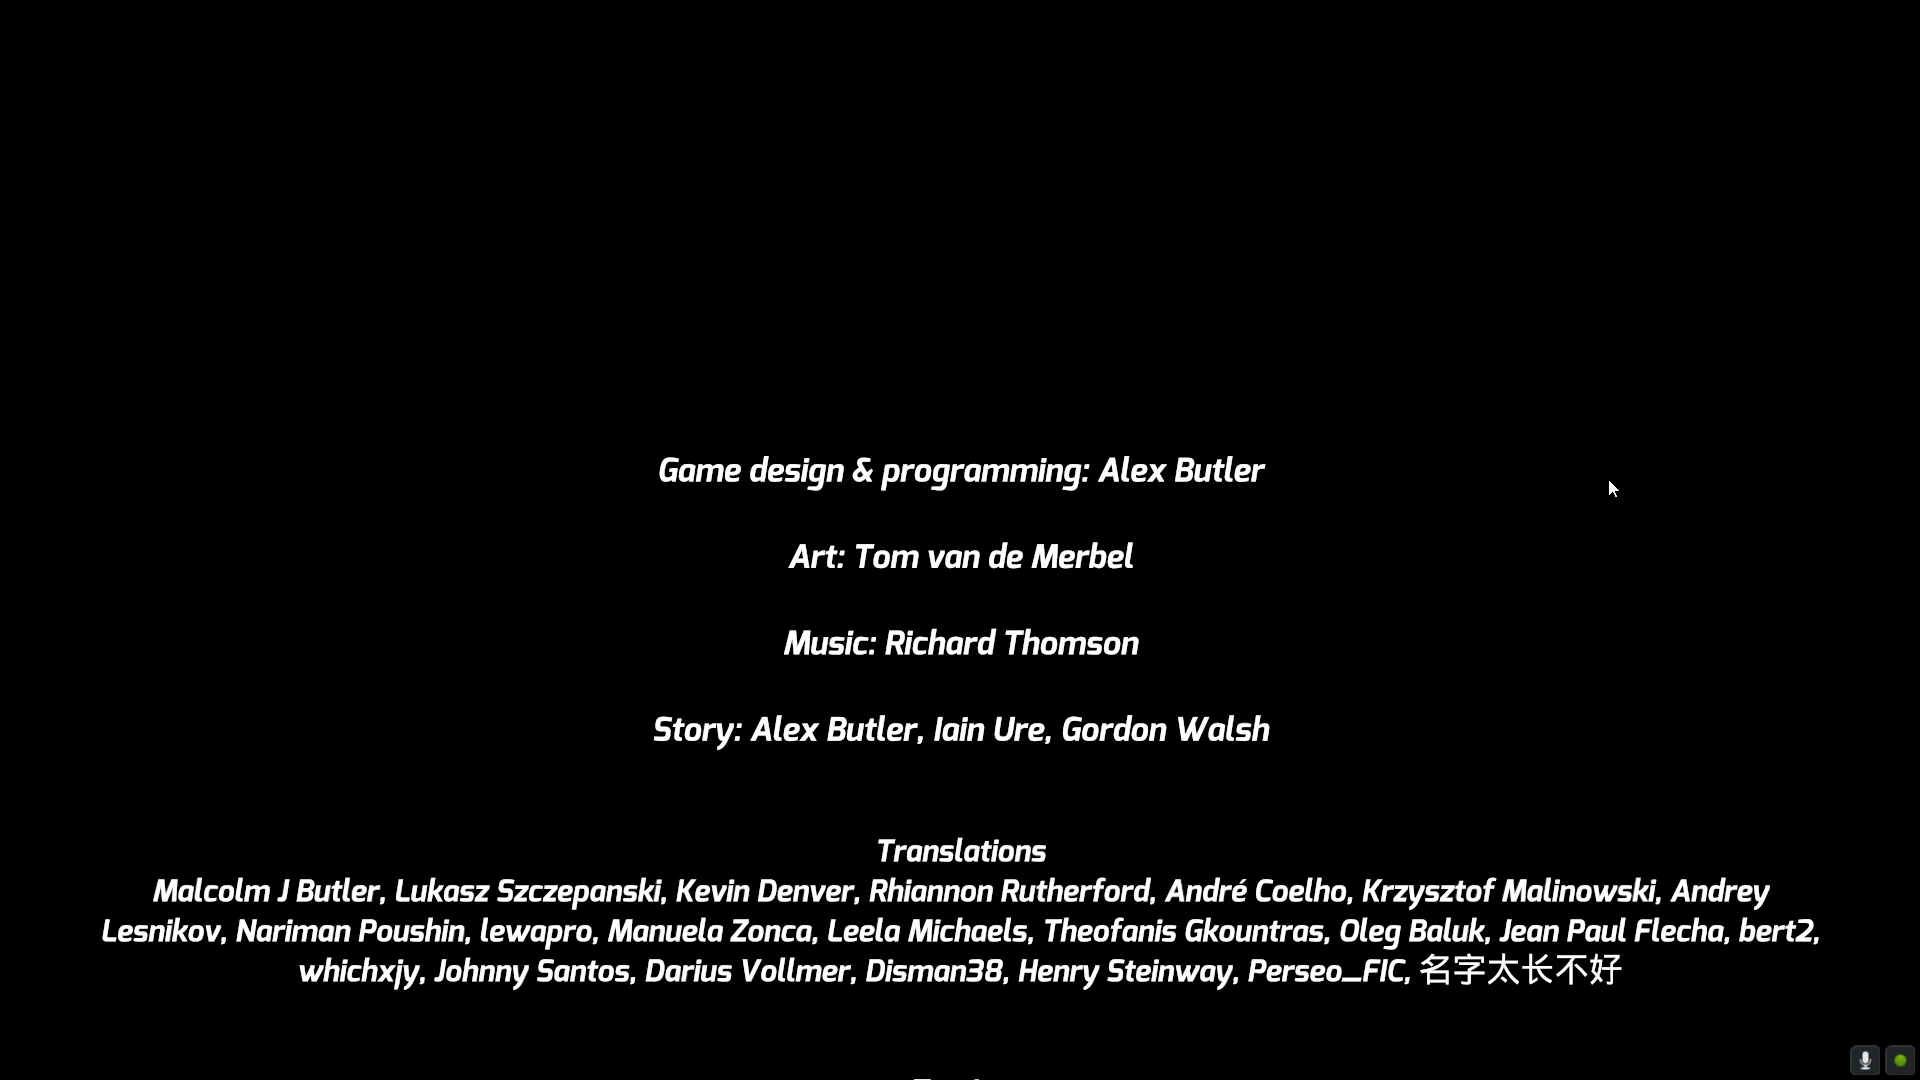 Game design & programming: Alex Butler
Art: Tom van de Merbel
Music: Richard Thomson
Story: Alex Butler, Iain Ure, Gordon Walsh
Translations
Malcolm J Butler, Lukasz Szczepanski, Kevin Denver, Rhiannon Rutherford, André Coelho, Krzysztof Malinowski, Andrey
Lesnikov, Nariman Poushin, lewapro, Manuela Zonca, Leela Michaels, Theofanis Gkountras, Oleg Baluk, Jean Paul Flecha, bert2,
whichxjy, Johnny Santos, Darius Vollmer, Disman38, Henry Steinway, Perseo_FIC, 名字太长不好